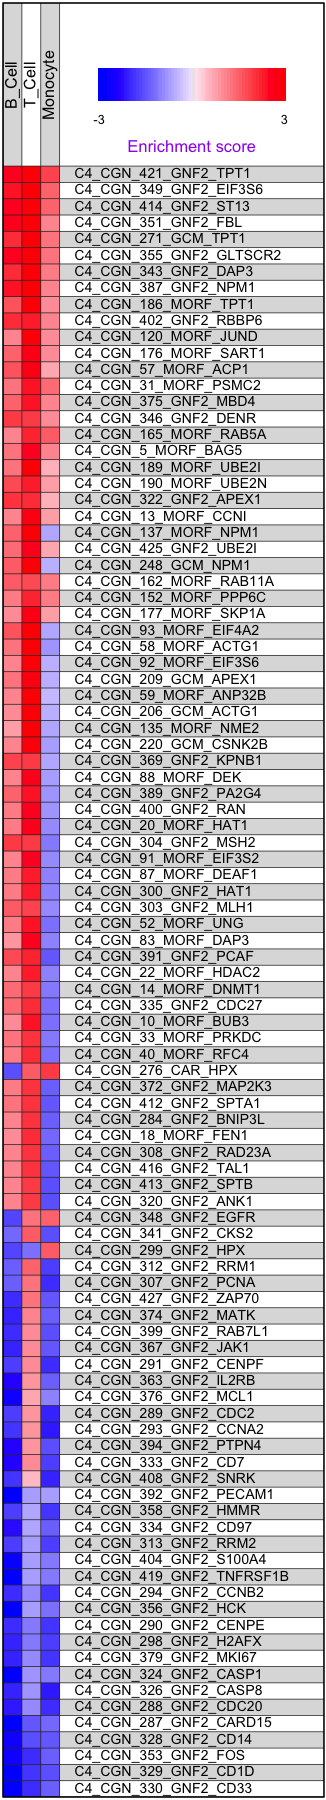 B_Cell
T_Cell
Monocyte
-3 3
Enrichment score
C4_CGN_421_GNF2_TPT1
C4_CGN_349_GNF2_EIF3S6
C4_CGN_414_GNF2_ST13
C4_CGN_351_GNF2_FBL
C4_CGN_271_GCM_TPT1
C4_CGN_355_GNF2_GLTSCR2
C4_CGN_343_GNF2_DAP3
C4_CGN_387_GNF2_NPM1
C4_CGN_186_MORF_TPT1
C4_CGN_402_GNF2_RBBP6
C4_CGN_120_MORF_JUND
C4_CGN_176_MORF_SART1
C4_CGN_57_MORF_ACP1
C4_CGN_31_MORF_PSMC2
C4_CGN_375_GNF2_MBD4
C4_CGN_346_GNF2_DENR
C4_CGN_165_MORF_RAB5A
C4_CGN_5_MORF_BAG5
C4_CGN_189_MORF_UBE2I
C4_CGN_190_MORF_UBE2N
C4_CGN_322_GNF2_APEX1
C4_CGN_13_MORF_CCNI
C4_CGN_137_MORF_NPM1
C4_CGN_425_GNF2_UBE2I
C4_CGN_248_GCM_NPM1
C4_CGN_162_MORF_RAB11A
C4_CGN_152_MORF_PPP6C
C4_CGN_177_MORF_SKP1A
C4_CGN_93_MORF_EIF4A2
C4_CGN_58_MORF_ACTG1
C4_CGN_92_MORF_EIF3S6
C4_CGN_209_GCM_APEX1
C4_CGN_59_MORF_ANP32B
C4_CGN_206_GCM_ACTG1
C4_CGN_135_MORF_NME2
C4_CGN_220_GCM_CSNK2B
C4_CGN_369_GNF2_KPNB1
C4_CGN_88_MORF_DEK
C4_CGN_389_GNF2_PA2G4
C4_CGN_400_GNF2_RAN
C4_CGN_20_MORF_HAT1
C4_CGN_304_GNF2_MSH2
C4_CGN_91_MORF_EIF3S2
C4_CGN_87_MORF_DEAF1
C4_CGN_300_GNF2_HAT1
C4_CGN_303_GNF2_MLH1
C4_CGN_52_MORF_UNG
C4_CGN_83_MORF_DAP3
C4_CGN_391_GNF2_PCAF
C4_CGN_22_MORF_HDAC2
C4_CGN_14_MORF_DNMT1
C4_CGN_335_GNF2_CDC27
C4_CGN_10_MORF_BUB3
C4_CGN_33_MORF_PRKDC
C4_CGN_40_MORF_RFC4
C4_CGN_276_CAR_HPX
C4_CGN_372_GNF2_MAP2K3
C4_CGN_412_GNF2_SPTA1
C4_CGN_284_GNF2_BNIP3L
C4_CGN_18_MORF_FEN1
C4_CGN_308_GNF2_RAD23A
C4_CGN_416_GNF2_TAL1
C4_CGN_413_GNF2_SPTB
C4_CGN_320_GNF2_ANK1
C4_CGN_348_GNF2_EGFR
C4_CGN_341_GNF2_CKS2
C4_CGN_299_GNF2_HPX
C4_CGN_312_GNF2_RRM1
C4_CGN_307_GNF2_PCNA
C4_CGN_427_GNF2_ZAP70
C4_CGN_374_GNF2_MATK
C4_CGN_399_GNF2_RAB7L1
C4_CGN_367_GNF2_JAK1
C4_CGN_291_GNF2_CENPF
C4_CGN_363_GNF2_IL2RB
C4_CGN_376_GNF2_MCL1
C4_CGN_289_GNF2_CDC2
C4_CGN_293_GNF2_CCNA2
C4_CGN_394_GNF2_PTPN4
C4_CGN_333_GNF2_CD7
C4_CGN_408_GNF2_SNRK
C4_CGN_392_GNF2_PECAM1
C4_CGN_358_GNF2_HMMR
C4_CGN_334_GNF2_CD97
C4_CGN_313_GNF2_RRM2
C4_CGN_404_GNF2_S100A4
C4_CGN_419_GNF2_TNFRSF1B
C4_CGN_294_GNF2_CCNB2
C4_CGN_356_GNF2_HCK
C4_CGN_290_GNF2_CENPE
C4_CGN_298_GNF2_H2AFX
C4_CGN_379_GNF2_MKI67
C4_CGN_324_GNF2_CASP1
C4_CGN_326_GNF2_CASP8
C4_CGN_288_GNF2_CDC20
C4_CGN_287_GNF2_CARD15
C4_CGN_328_GNF2_CD14
C4_CGN_353_GNF2_FOS
C4_CGN_329_GNF2_CD1D
C4_CGN_330_GNF2_CD33